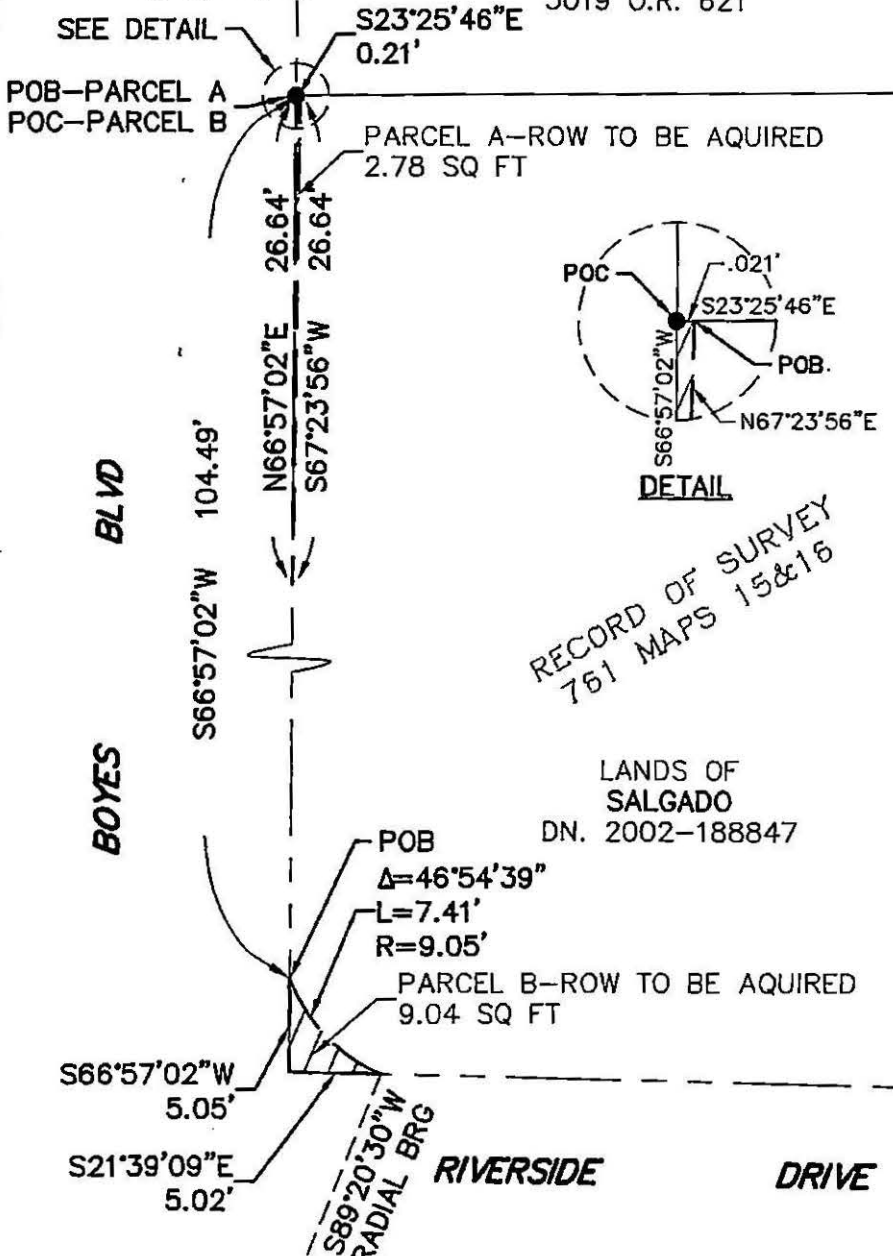 5019 O.R. 621
SEE DETAIL
S23°25'46"E
0.21'
POB-PARCEL A
POC-PARCEL B
PARCEL A-ROW TO BE AQUIRED
2.78 SQ FT
26.64'
26.64'
N66°57'02"E
S67°23'56"W
POC
.021'
S23°25'46"E
POB.
S66°57'02"W
N67°23'56"E
DETAIL
BLVD
104.49'
RECORD OF SURVEY
761 MAPS 15&16
S66°57'02"W
LANDS OF
SALGADO
DN. 2002-188847
BOYES
POB
Δ=46°54'39"
L=7.41'
R=9.05'
PARCEL B-ROW TO BE AQUIRED
9.04 SQ FT
S66°57'02"W
5.05'
S21°39'09"E
5.02'
S89°20'30"W
RADIAL BRG
RIVERSIDE DRIVE